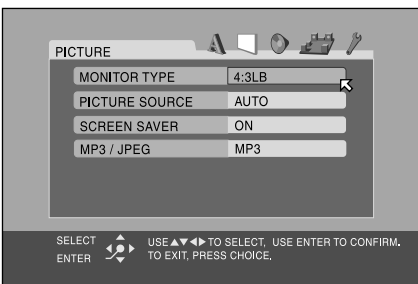 PICTURE
MONITOR TYPE 4:3LB
PICTURE SOURCE AUTO
SCREEN SAVER ON
MP3 / JPEG MP3
SELECT USE ▲▼◀▶ TO SELECT, USE ENTER TO CONFIRM.
ENTER TO EXIT, PRESS CHOICE.